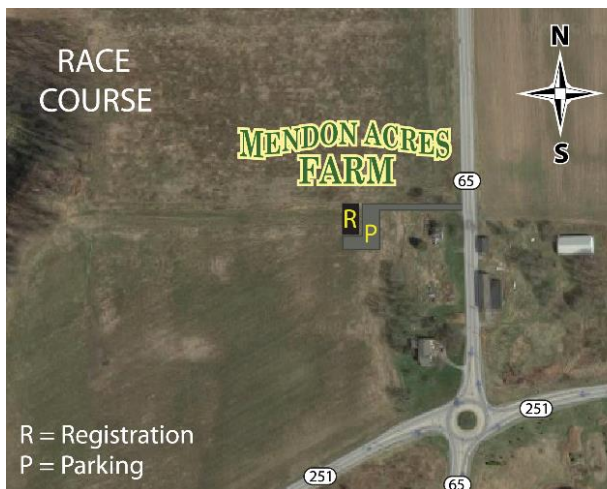 RACE
COURSE
N
S
MENDON ACRES
FARM
65
R
P
251
R = Registration
P = Parking
251
65